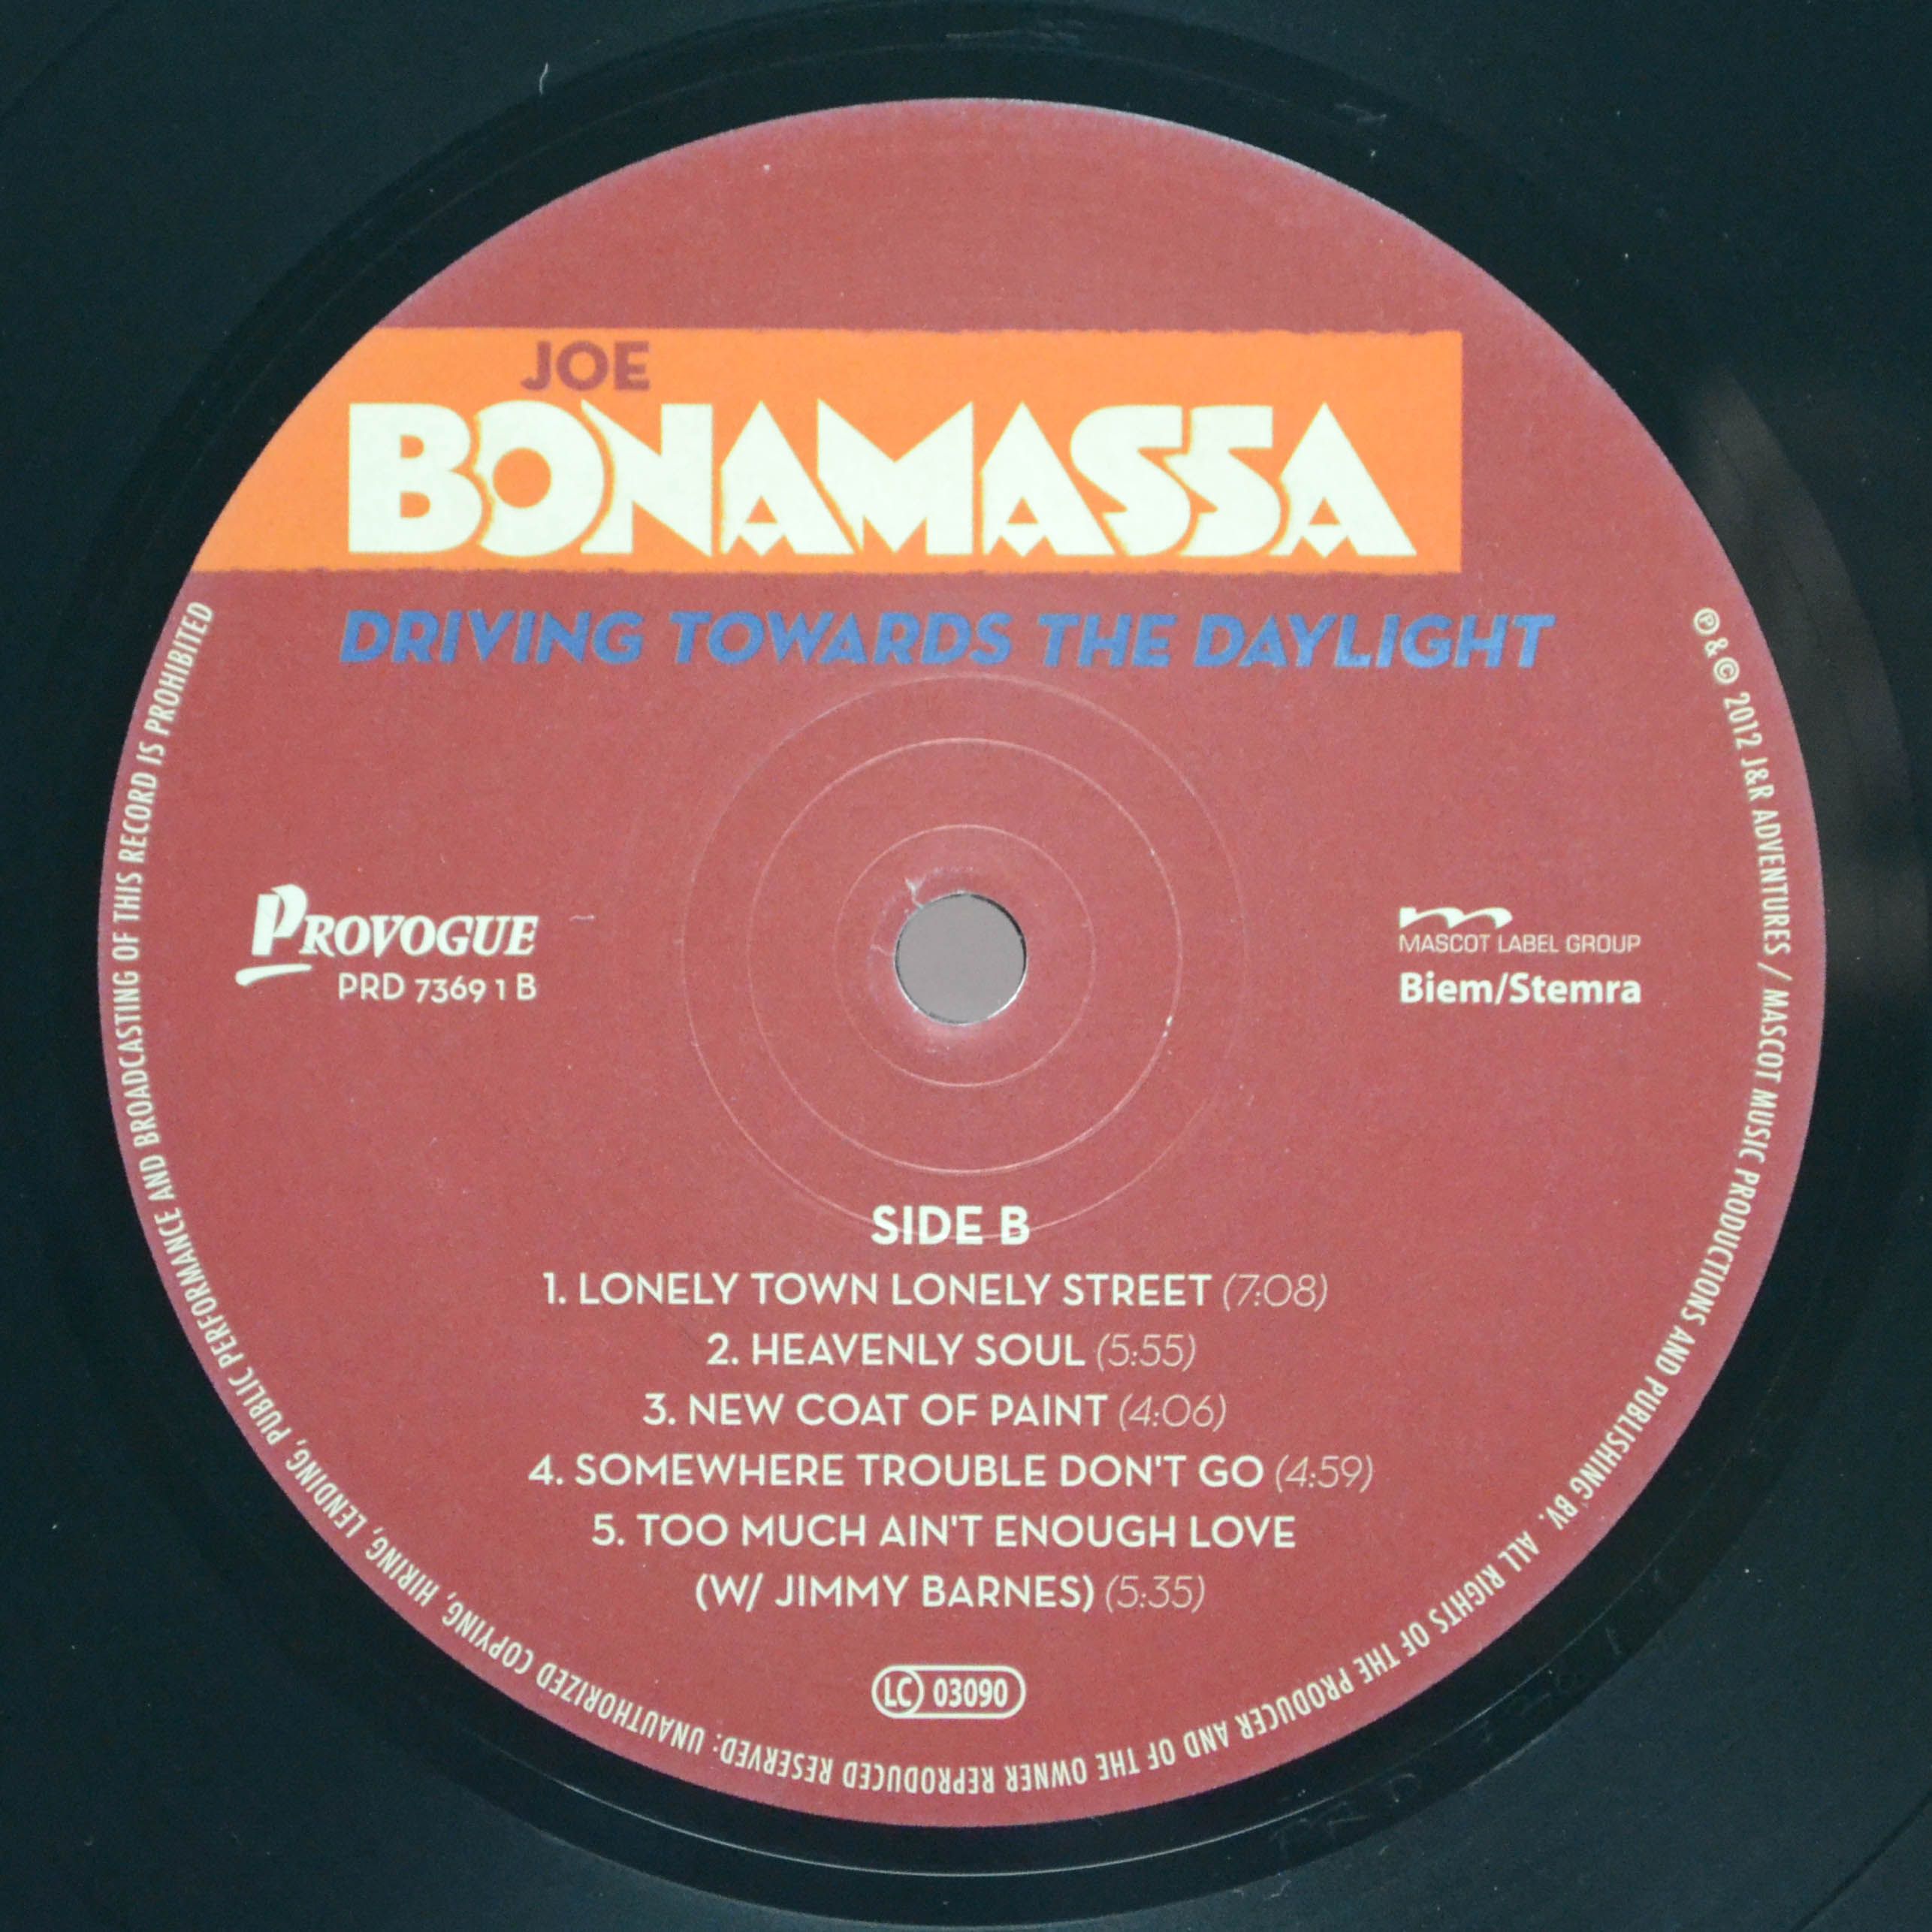 JOE
BONAMASSA
DRIVING TOWARDS THE DAYLIGHT
PROVOGUE
PRD 7369 1 B
MASCOT LABEL GROUP
Biem/Stemra
SIDE B
1. LONELY TOWN LONELY STREET (7:08)
2. HEAVENLY SOUL (5:55)
3. NEW COAT OF PAINT (4:06)
4. SOMEWHERE TROUBLE DON'T GO (4:59)
5. TOO MUCH AIN'T ENOUGH LOVE
(W/ JIMMY BARNES) (5:35)
LC 03090
℗ & © 2012 J&R ADVENTURES / MASCOT MUSIC PRODUCTIONS AND PUBLISHING BV. ALL RIGHTS OF THE PRODUCER AND OF THE OWNER REPRODUCED RESERVED: UNAUTHORIZED COPYING, HIRING, LENDING, PUBLIC PERFORMANCE AND BROADCASTING OF THIS RECORD IS PROHIBITED